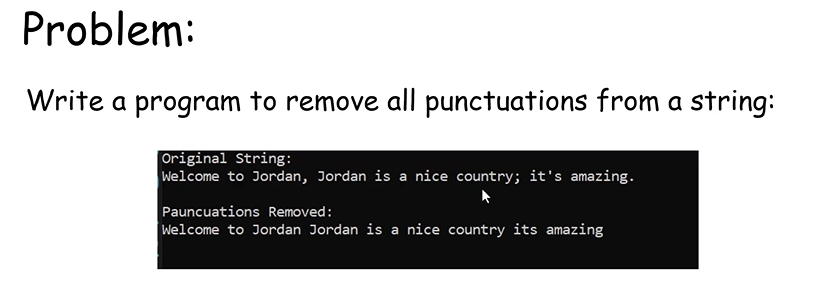 Problem:
Write a program to remove all punctuations from a string:
Original String:
Welcome to Jordan, Jordan is a nice country; it's amazing.
Pauncuations Removed:
Welcome to Jordan Jordan is a nice country its amazing